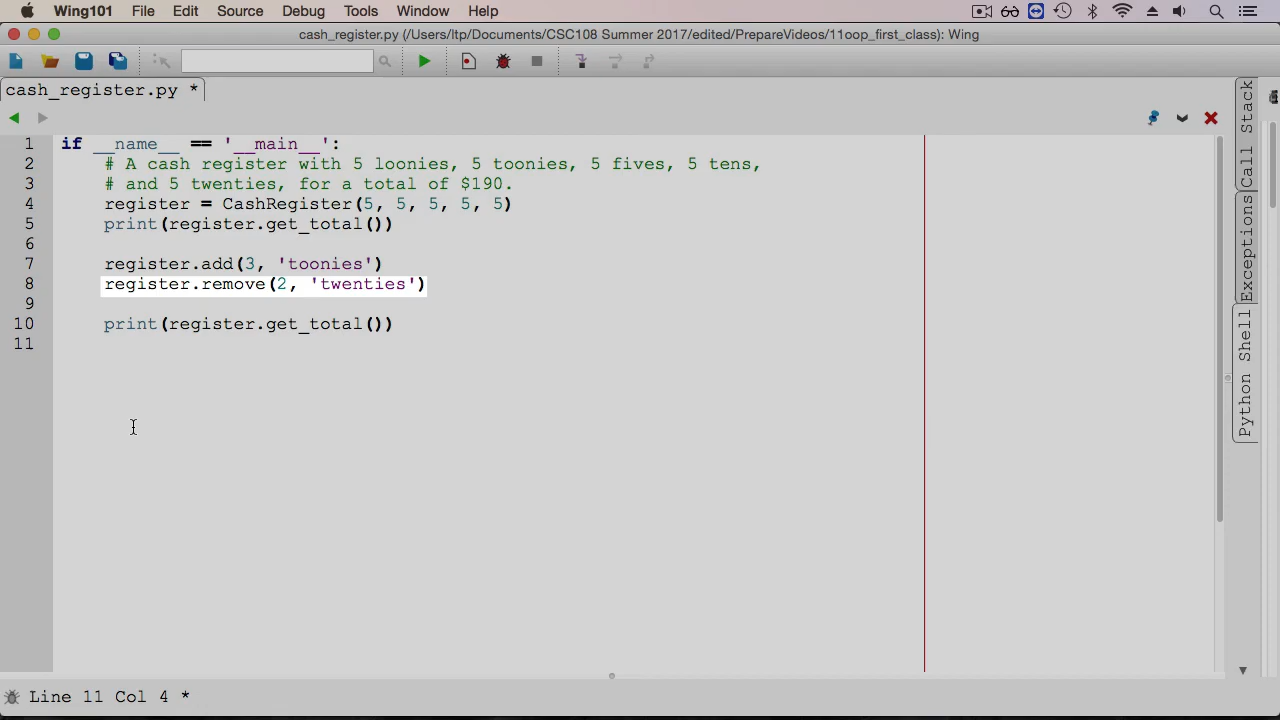 Wing101 File Edit Source Debug Tools Window Help
cash_register.py (/Users/ltp/Documents/CSC108 Summer 2017/edited/PrepareVideos/11oop_first_class): Wing
cash_register.py *
1 if __name__ == '__main__':
2 # A cash register with 5 loonies, 5 toonies, 5 fives, 5 tens,
3 # and 5 twenties, for a total of $190.
4 register = CashRegister(5, 5, 5, 5, 5)
5 print(register.get_total())
6
7 register.add(3, 'toonies')
8 register.remove(2, 'twenties')
9
10 print(register.get_total())
11
Call Stack
Exceptions
Python Shell
Line 11 Col 4 *